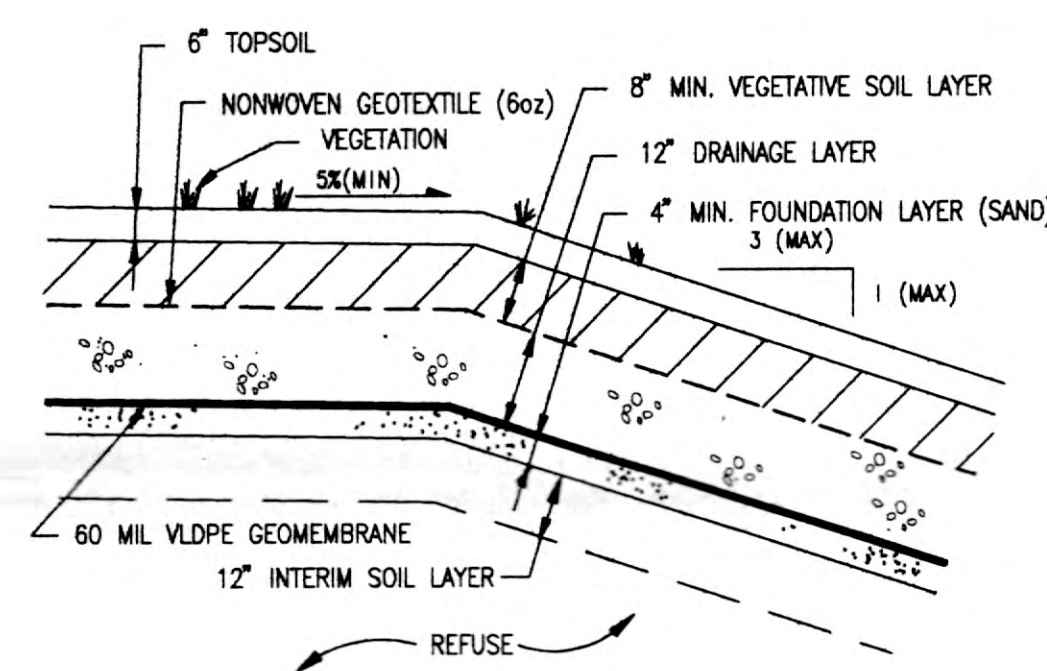 6" TOPSOIL
NONWOVEN GEOTEXTILE (6oz)
VEGETATION
5%(MIN)
8" MIN. VEGETATIVE SOIL LAYER
12" DRAINAGE LAYER
4" MIN. FOUNDATION LAYER (SAND)
3 (MAX)
1 (MAX)
60 MIL VLDPE GEOMEMBRANE
12" INTERIM SOIL LAYER
REFUSE